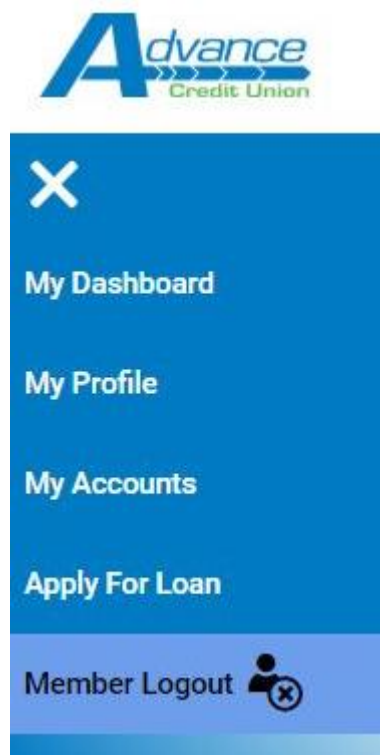 Advance
Credit Union
My Dashboard
My Profile
My Accounts
Apply For Loan
Member Logout